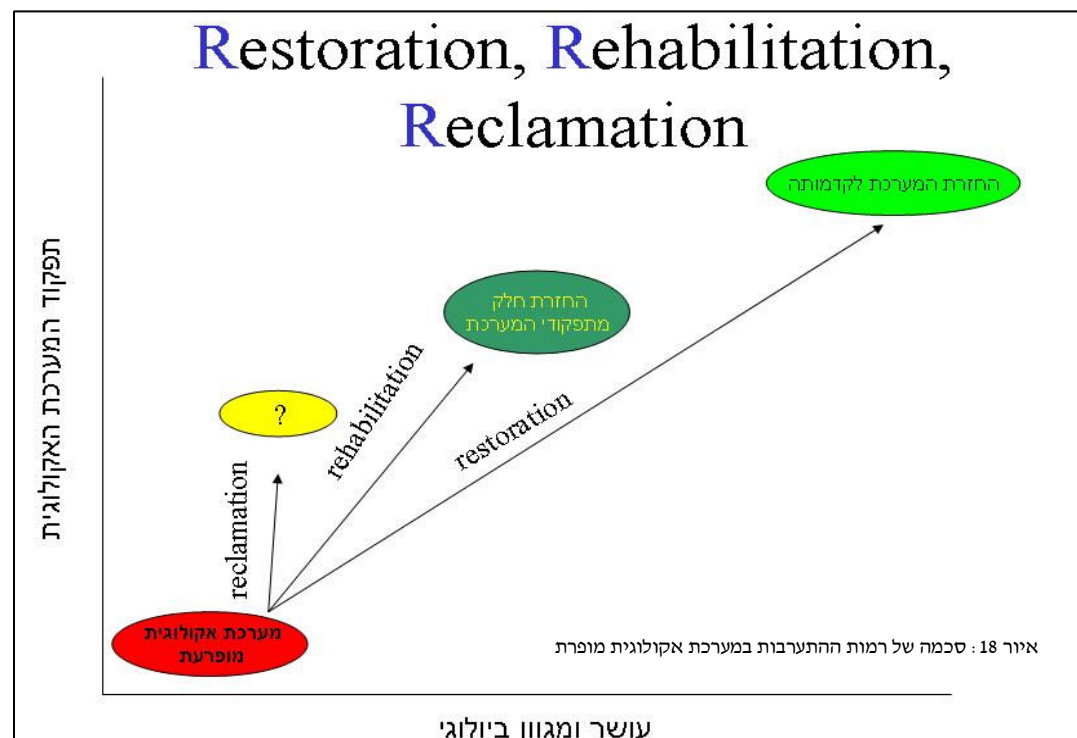 Restoration, Rehabilitation,
Reclamation
החזרת המערכת לקדמותה
תפקוד המערכת האקולוגית
החזרת חלק
מתפקודי המערכת
?
reclamation
rehabilitation
restoration
מערכת אקולוגית
מופרעת
איור 18 : סכמה של רמות ההתערבות במערכת אקולוגית מופרת
עושר ומגוון ביולוגי